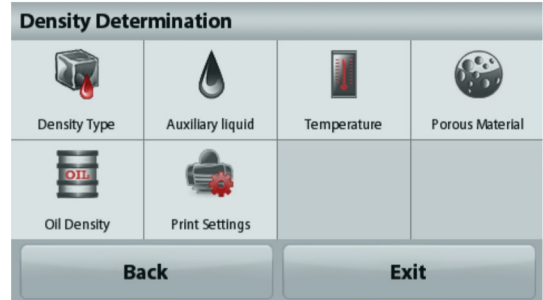 Density Determination
Density Type
Auxiliary liquid
Temperature
Porous Material
OIL
Oil Density
Print Settings
Back
Exit